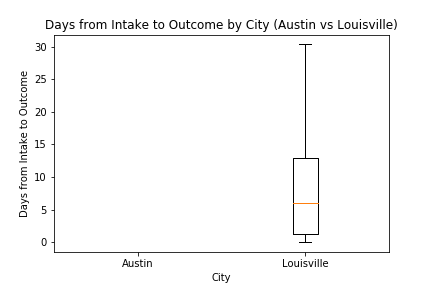 Days from Intake to Outcome by City (Austin vs Louisville)
Days from Intake to Outcome
30
25
20
15
10
5
0
Austin
Louisville
City